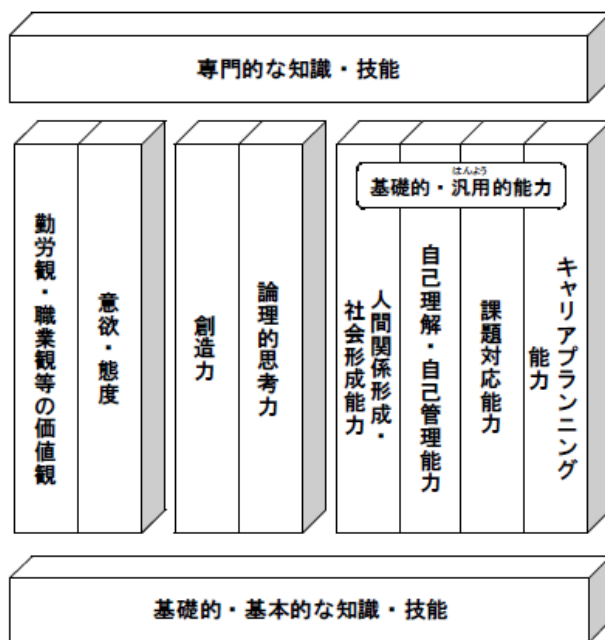 専門的な知識・技能
勤労観・職業観等の価値観
意欲・態度
創造力
論理的思考力
はんよう
基礎的・汎用的能力
人間関係形成・
社会形成能力
自己理解・自己管理能力
課題対応能力
キャリアプランニング
能力
基礎的・基本的な知識・技能